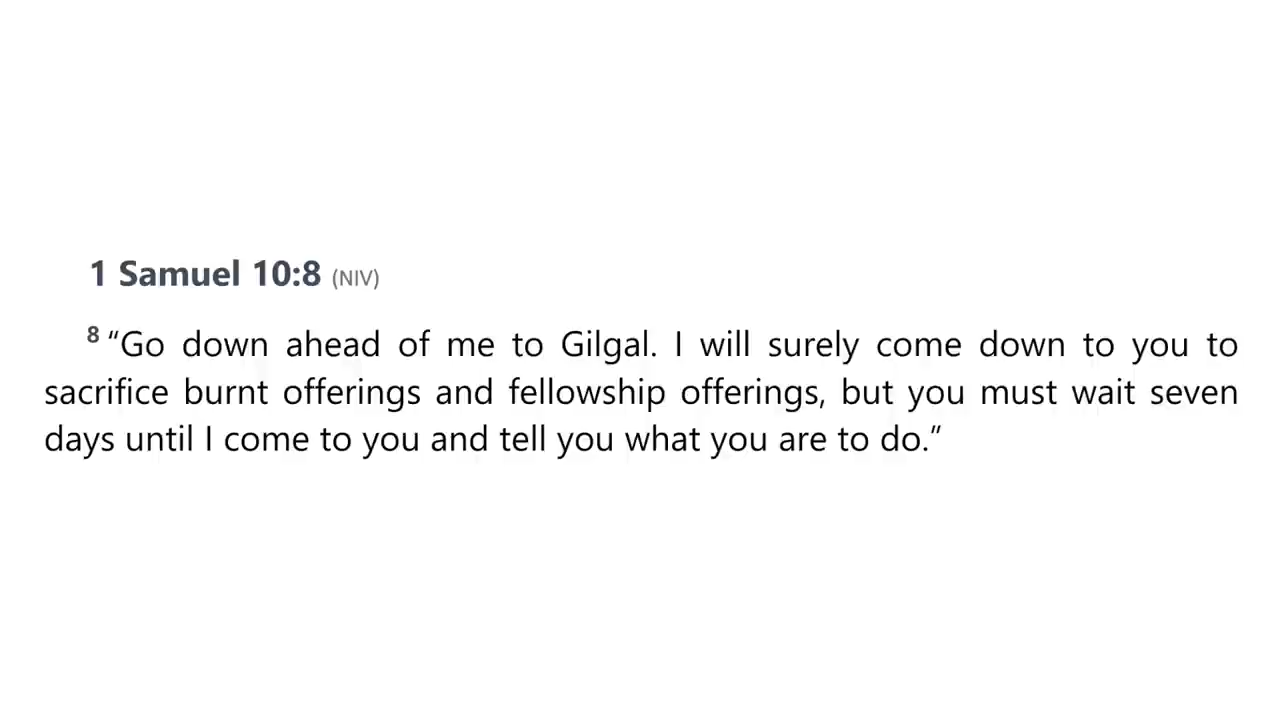 1 Samuel 10:8 (NIV)
8 “Go down ahead of me to Gilgal. I will surely come down to you to
sacrifice burnt offerings and fellowship offerings, but you must wait seven
days until I come to you and tell you what you are to do.”